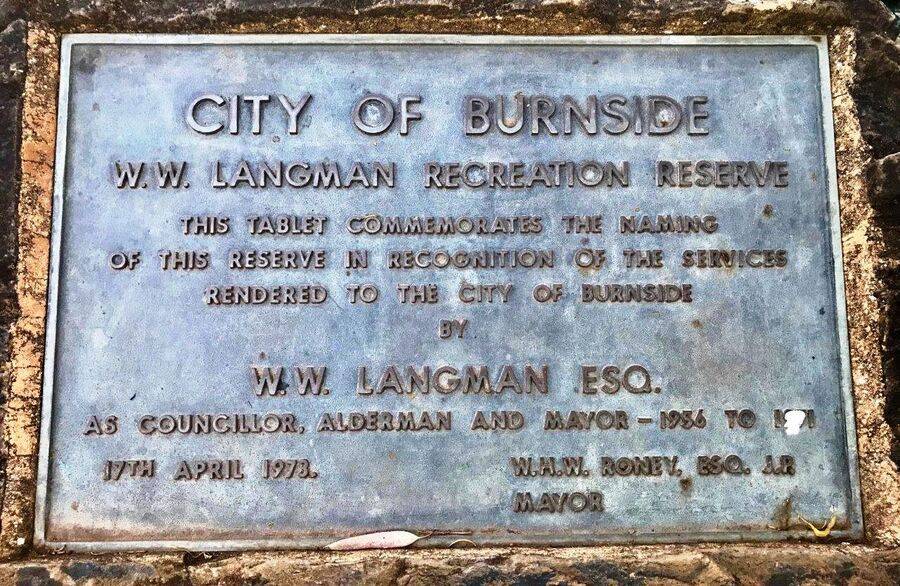 CITY OF BURNSIDE
W.W. LANGMAN RECREATION RESERVE
THIS TABLET COMMEMORATES THE NAMING
OF THIS RESERVE IN RECOGNITION OF THE SERVICES
RENDERED TO THE CITY OF BURNSIDE
BY
W.W. LANGMAN ESQ.
AS COUNCILLOR, ALDERMAN AND MAYOR – 1956 TO
17TH APRIL 1973. W.H.W. RONEY, ESQ. J.P.
MAYOR